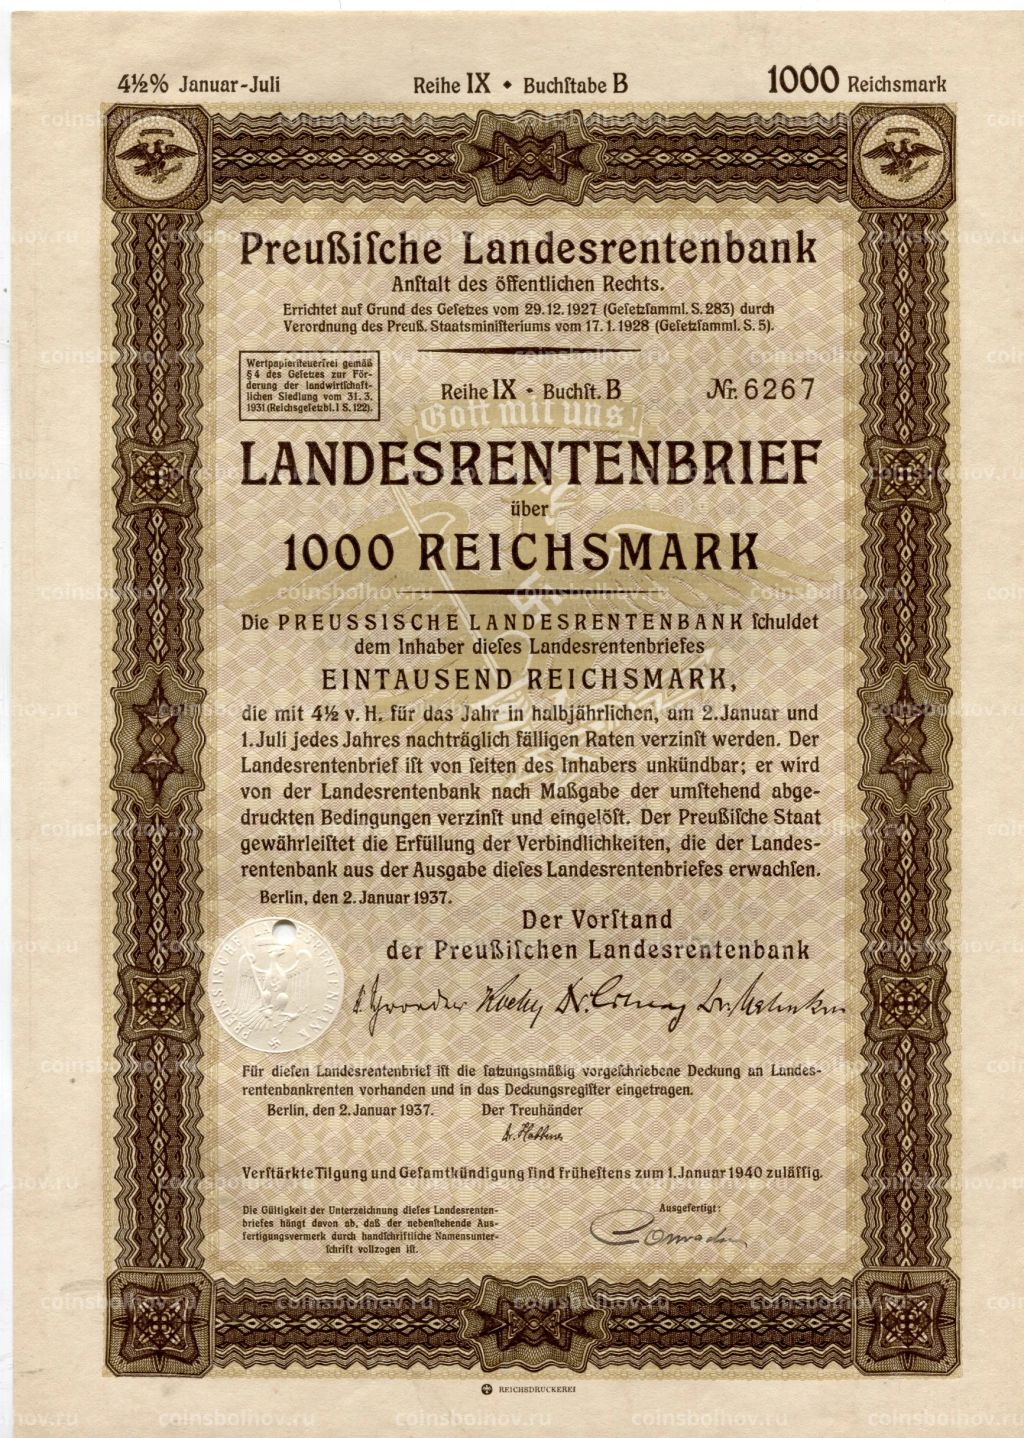 4½% Januar-Juli
Reihe IX • Buchſtabe B
1000 Reichsmark
Preußiſche Landesrentenbank
Anſtalt des öffentlichen Rechts.
Errichtet auf Grund des Geſetzes vom 29.12.1927 (Geſetzſamml. S. 283) durch
Verordnung des Preuß. Staatsminiſteriums vom 17.1.1928 (Geſetzſamml. S. 5).
Wertpapierſteuerfrei gemäß
§ 4 des Geſetzes zur För-
derung der landwirtſchaft-
lichen Siedlung vom 31. 3.
1931 (Reichsgeſetzbl. I S. 122).
Reihe IX • Buchſt. B
Nr. 6267
Gott mit uns!
LANDESRENTENBRIEF
über
1000 REICHSMARK
Die PREUSSISCHE LANDESRENTENBANK ſchuldet
dem Inhaber dieſes Landesrentenbriefes
EINTAUSEND REICHSMARK,
die mit 4½ v. H. für das Jahr in halbjährlichen, am 2. Januar und
1. Juli jedes Jahres nachträglich fälligen Raten verzinſt werden. Der
Landesrentenbrief iſt von ſeiten des Inhabers unkündbar; er wird
von der Landesrentenbank nach Maßgabe der umſtehend abge-
druckten Bedingungen verzinſt und eingelöſt. Der Preußiſche Staat
gewährleiſtet die Erfüllung der Verbindlichkeiten, die der Landes-
rentenbank aus der Ausgabe dieſes Landesrentenbriefes erwachſen.
Berlin, den 2. Januar 1937.
Der Vorſtand
der Preußiſchen Landesrentenbank
PREUSSISCHE LANDESRENTENBANK
Für dieſen Landesrentenbrief iſt die ſatzungsmäßig vorgeſchriebene Deckung an Landes-
rentenbankrenten vorhanden und in das Deckungsregiſter eingetragen.
Berlin, den 2. Januar 1937.
Der Treuhänder
Verſtärkte Tilgung und Geſamtkündigung ſind früheſtens zum 1. Januar 1940 zuläſſig.
Die Gültigkeit der Unterzeichnung dieſes Landesrenten-
briefes hängt davon ab, daß der nebenſtehende Aus-
fertigungsvermerk durch handſchriftliche Namensunter-
ſchrift vollzogen iſt.
Ausgefertigt:
REICHSDRUCKEREI
coinsbolhov.ru